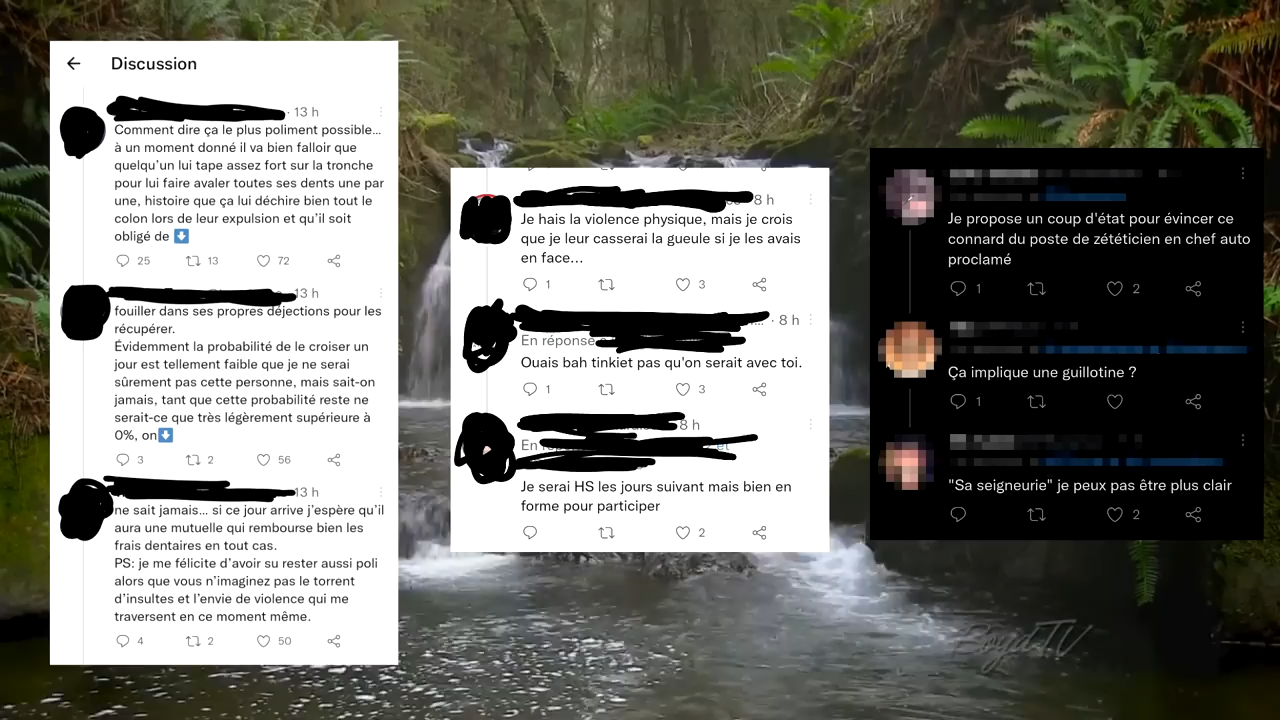 Discussion
· 13 h
Comment dire ça le plus poliment possible…
à un moment donné il va bien falloir que
quelqu'un lui tape assez fort sur la tronche
pour lui faire avaler toutes ses dents une par
une, histoire que ça lui déchire bien tout le
colon lors de leur expulsion et qu'il soit
obligé de ⬇
25 13 72
13 h
fouiller dans ses propres déjections pour les
récupérer.
Évidemment la probabilité de le croiser un
jour est tellement faible que je ne serai
sûrement pas cette personne, mais sait-on
jamais, tant que cette probabilité reste ne
serait-ce que très légèrement supérieure à
0%, on⬇
3 2 56
13 h
ne sait jamais… si ce jour arrive j'espère qu'il
aura une mutuelle qui rembourse bien les
frais dentaires en tout cas.
PS: je me félicite d'avoir su rester aussi poli
alors que vous n'imaginez pas le torrent
d'insultes et l'envie de violence qui me
traversent en ce moment même.
4 2 50
8 h
Je hais la violence physique, mais je crois
que je leur casserai la gueule si je les avais
en face…
1 3
… · 8 h
En réponse
Ouais bah tinkiet pas qu'on serait avec toi.
1 3
8 h
En
et
Je serai HS les jours suivant mais bien en
forme pour participer
2
Je propose un coup d'état pour évincer ce
connard du poste de zététicien en chef auto
proclamé
1 2
Ça implique une guillotine ?
1
"Sa seigneurie" je peux pas être plus clair
2
BoydTV